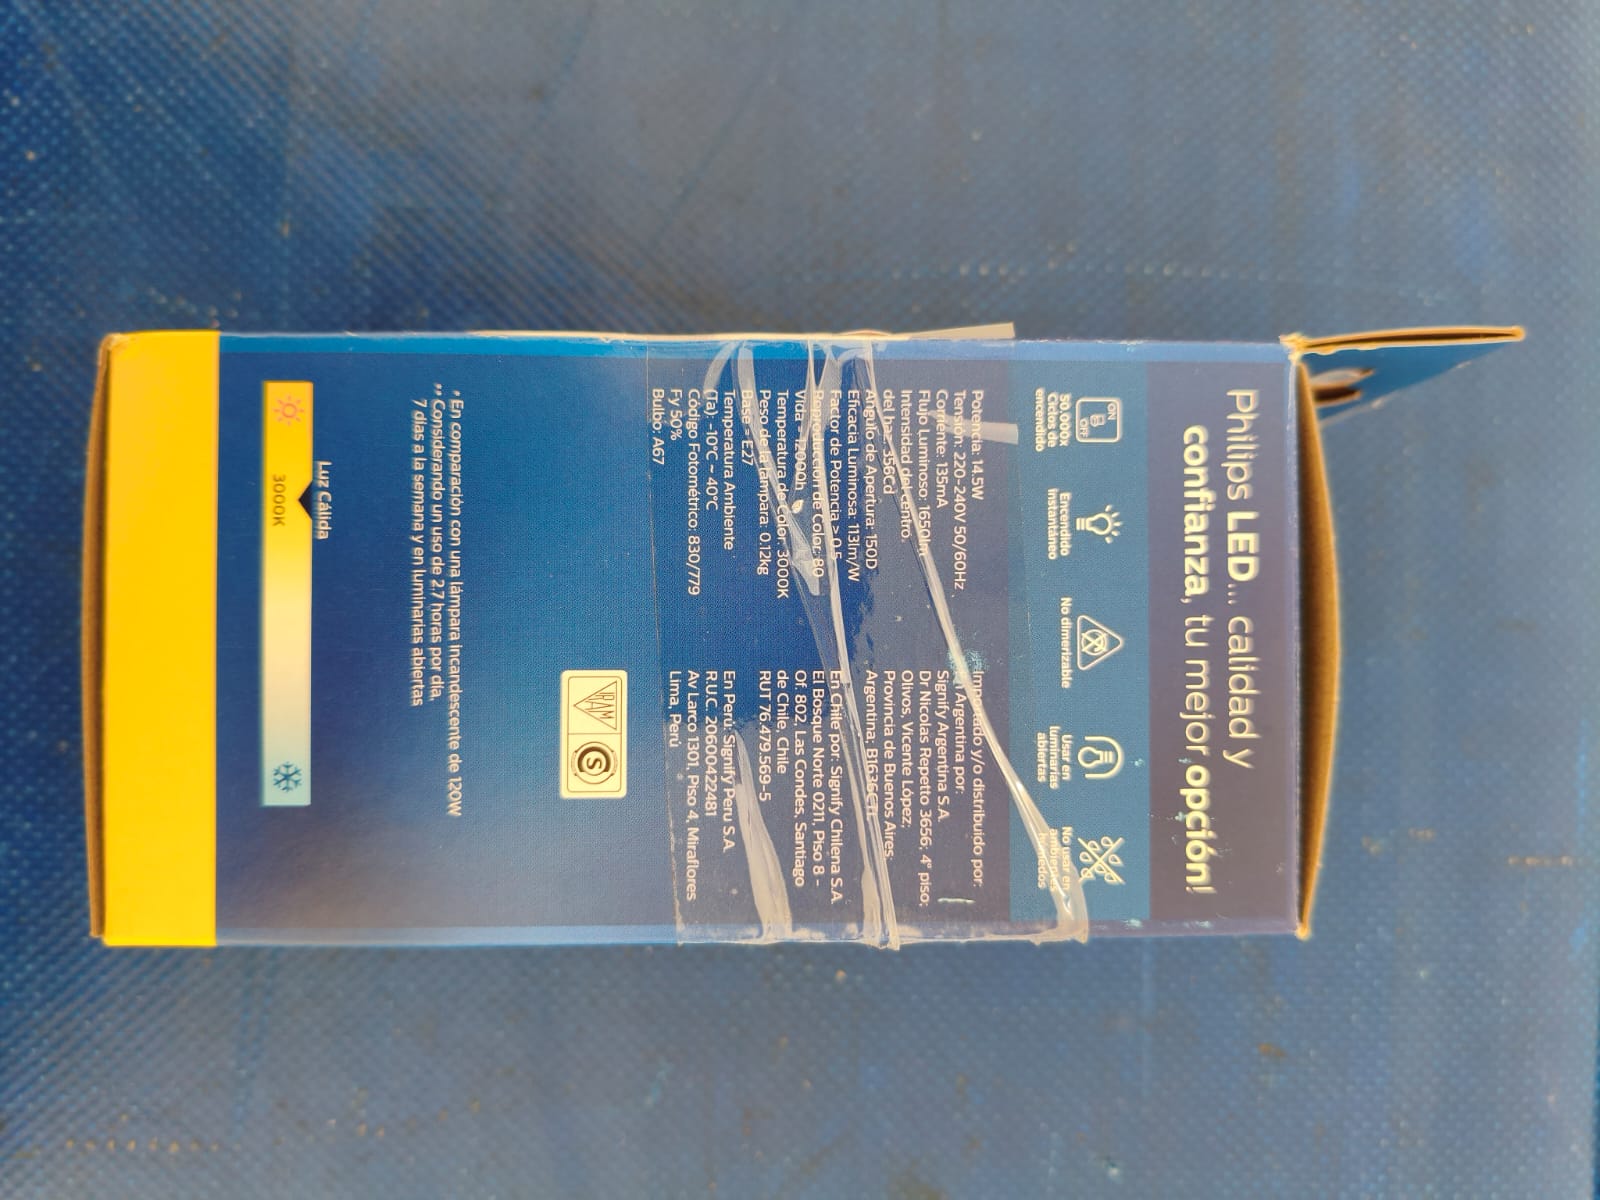 Philips LED... calidad y
confianza, tu mejor opción!
ON
OFF
50.000x
Ciclos de
encendido
Encendido
instantáneo
No dimerizable
Usar en
luminarias
abiertas
No usar en
ambientes
húmedos
Potencia: 14.5W
Tensión: 220-240V 50/60Hz
Corriente: 135mA
Flujo Luminoso: 1650lm
Intensidad del centro.
del haz: 356Cd
Angulo de Apertura: 150D
Eficacia Luminosa: 113lm/W
Factor de Potencia > 0.5
Reproducción de Color: 80
Vida: 12000h
Temperatura de Color: 3000K
Peso de la lámpara: 0.12kg
Base = E27
Temperatura Ambiente
(Ta): -10°C ~ 40°C
Código Fotométrico: 830/779
Fy 50%
Bulbo: A67
Importado y/o distribuido por:
En Argentina por:
Signify Argentina S.A.
Dr Nicolas Repetto 3656; 4° piso;
Olivos, Vicente López;
Provincia de Buenos Aires;
Argentina; B1636CTL
En Chile por: Signify Chilena S.A.
El Bosque Norte 0211, Piso 8 -
Of. 802, Las Condes, Santiago
de Chile, Chile
RUT 76.479.569-5
En Perú: Signify Peru S.A.
R.U.C. 20600422481
Av Larco 1301, Piso 4, Miraflores
Lima, Perú
IRAM
S
* En comparación con una lámpara incandescente de 120W
** Considerando un uso de 2.7 horas por día,
7 días a la semana y en luminarias abiertas
Luz Cálida
3000K